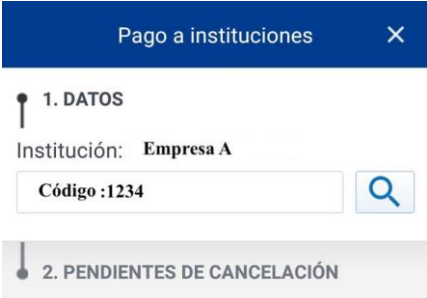 Pago a instituciones
1. DATOS
Institución: Empresa A
Código :1234
2. PENDIENTES DE CANCELACIÓN